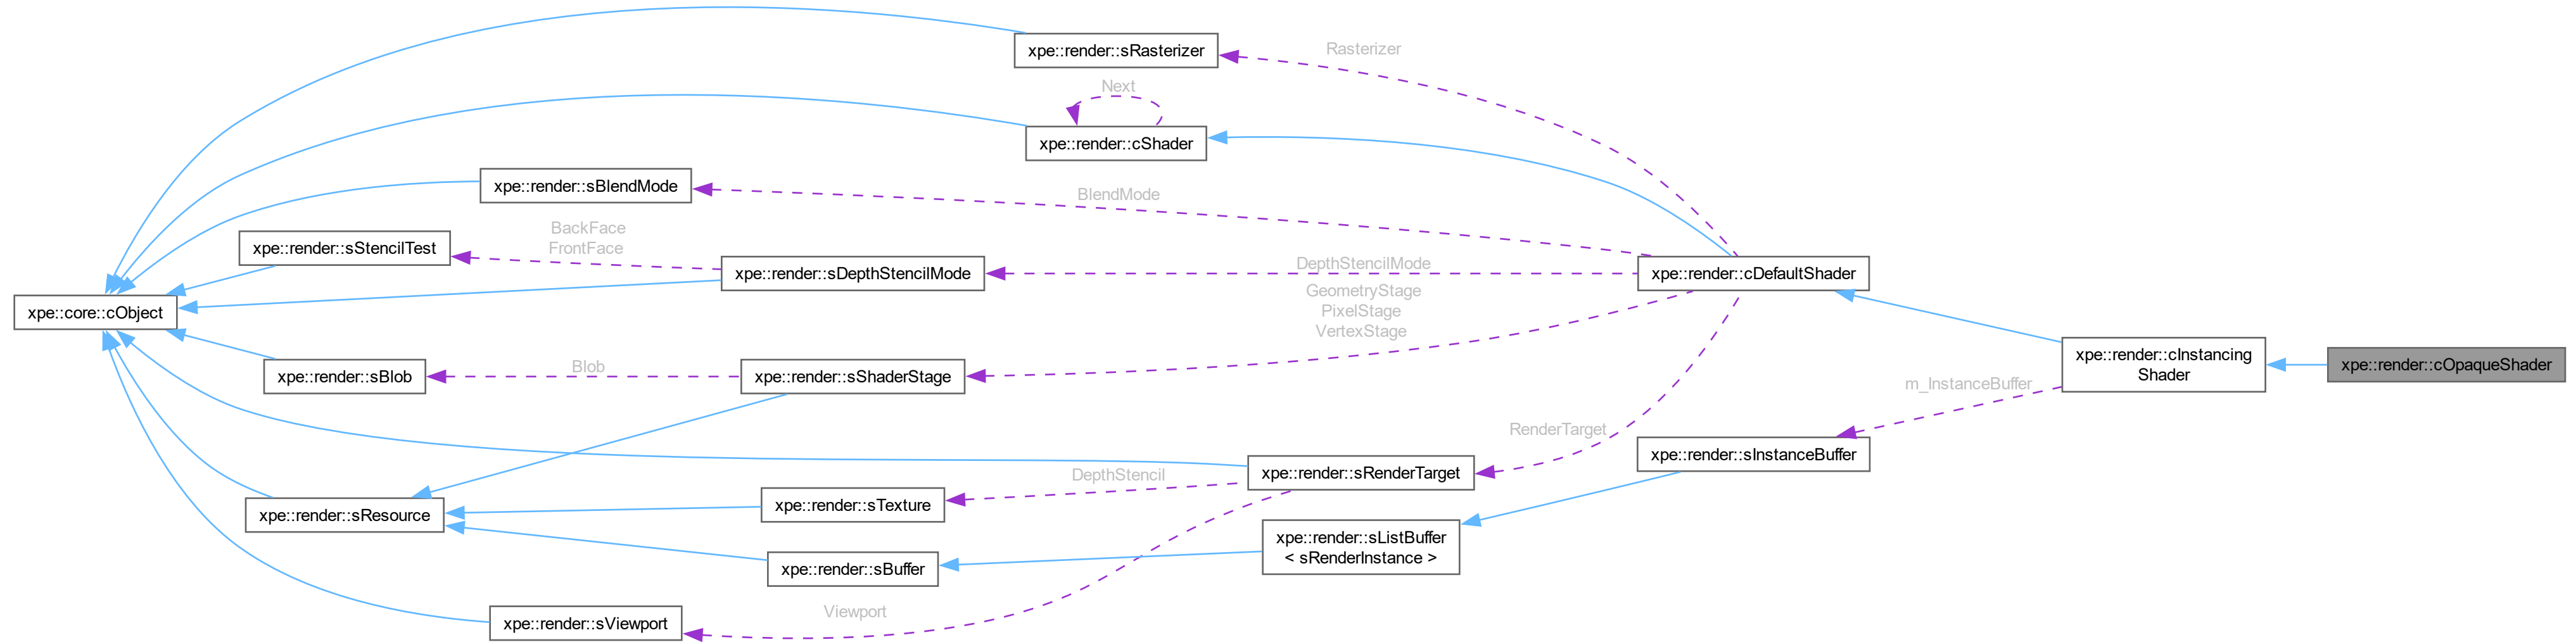 xpe::render::sRasterizer
Rasterizer
Next
xpe::render::cShader
xpe::render::sBlendMode
BlendMode
BackFace
FrontFace
xpe::render::sStencilTest
xpe::render::sDepthStencilMode
DepthStencilMode
xpe::render::cDefaultShader
GeometryStage
PixelStage
VertexStage
xpe::core::cObject
xpe::render::cInstancing
Shader
xpe::render::cOpaqueShader
xpe::render::sBlob
Blob
xpe::render::sShaderStage
m_InstanceBuffer
RenderTarget
xpe::render::sInstanceBuffer
xpe::render::sRenderTarget
DepthStencil
xpe::render::sTexture
xpe::render::sResource
xpe::render::sListBuffer
< sRenderInstance >
xpe::render::sBuffer
Viewport
xpe::render::sViewport